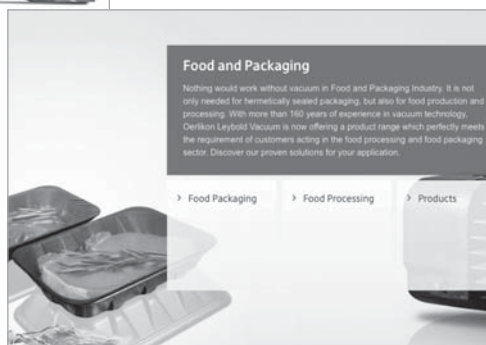 Food and Packaging
Nothing would work without vacuum in Food and Packaging Industry. It is not
only needed for hermetically sealed packaging, but also for food production and
processing. With more than 160 years of experience in vacuum technology,
Oerlikon Leybold Vacuum is now offering a product range which perfectly meets
the requirement of customers acting in the food processing and food packaging
sector. Discover our proven solutions for your application.
> Food Packaging > Food Processing > Products